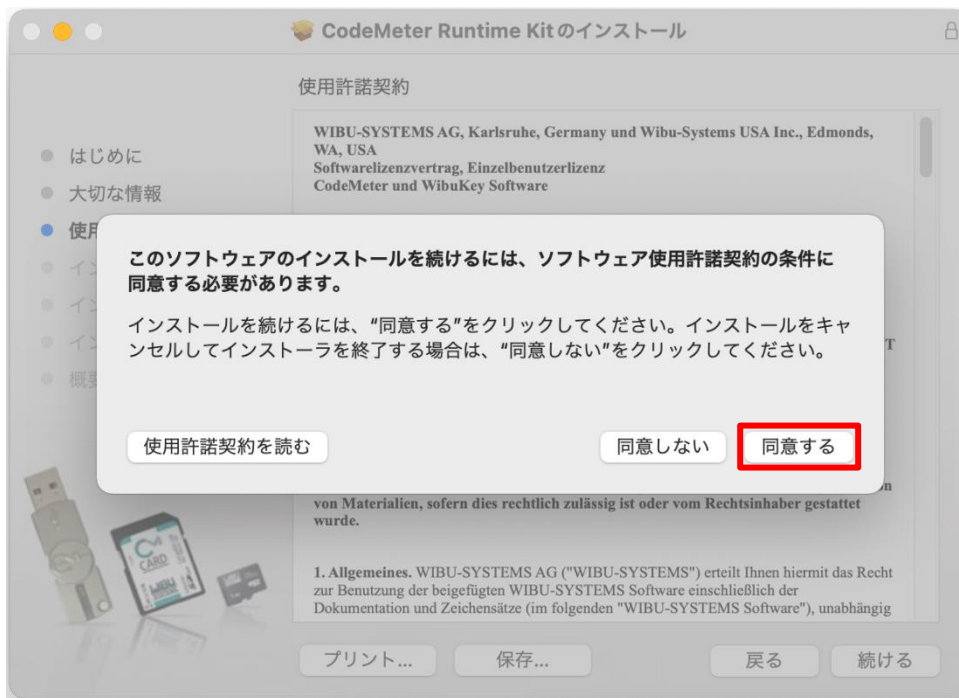 CodeMeter Runtime Kit のインストール
使用許諾契約
WIBU-SYSTEMS AG, Karlsruhe, Germany und Wibu-Systems USA Inc., Edmonds,
WA, USA
Softwarelizenzvertrag, Einzelbenutzerlizenz
CodeMeter und WibuKey Software
はじめに
大切な情報
使用
イン
イン
イン
概要
このソフトウェアのインストールを続けるには、ソフトウェア使用許諾契約の条件に
同意する必要があります。
インストールを続けるには、“同意する”をクリックしてください。インストールをキャ
ンセルしてインストーラを終了する場合は、“同意しない”をクリックしてください。
使用許諾契約を読む
同意しない
同意する
von Materialien, sofern dies rechtlich zulässig ist oder vom Rechtsinhaber gestattet
wurde.
1. Allgemeines. WIBU-SYSTEMS AG ("WIBU-SYSTEMS") erteilt Ihnen hiermit das Recht
zur Benutzung der beigefügten WIBU-SYSTEMS Software einschließlich der
Dokumentation und Zeichensätze (im folgenden "WIBU-SYSTEMS Software"), unabhängig
CARD
プリント...
保存...
戻る
続ける